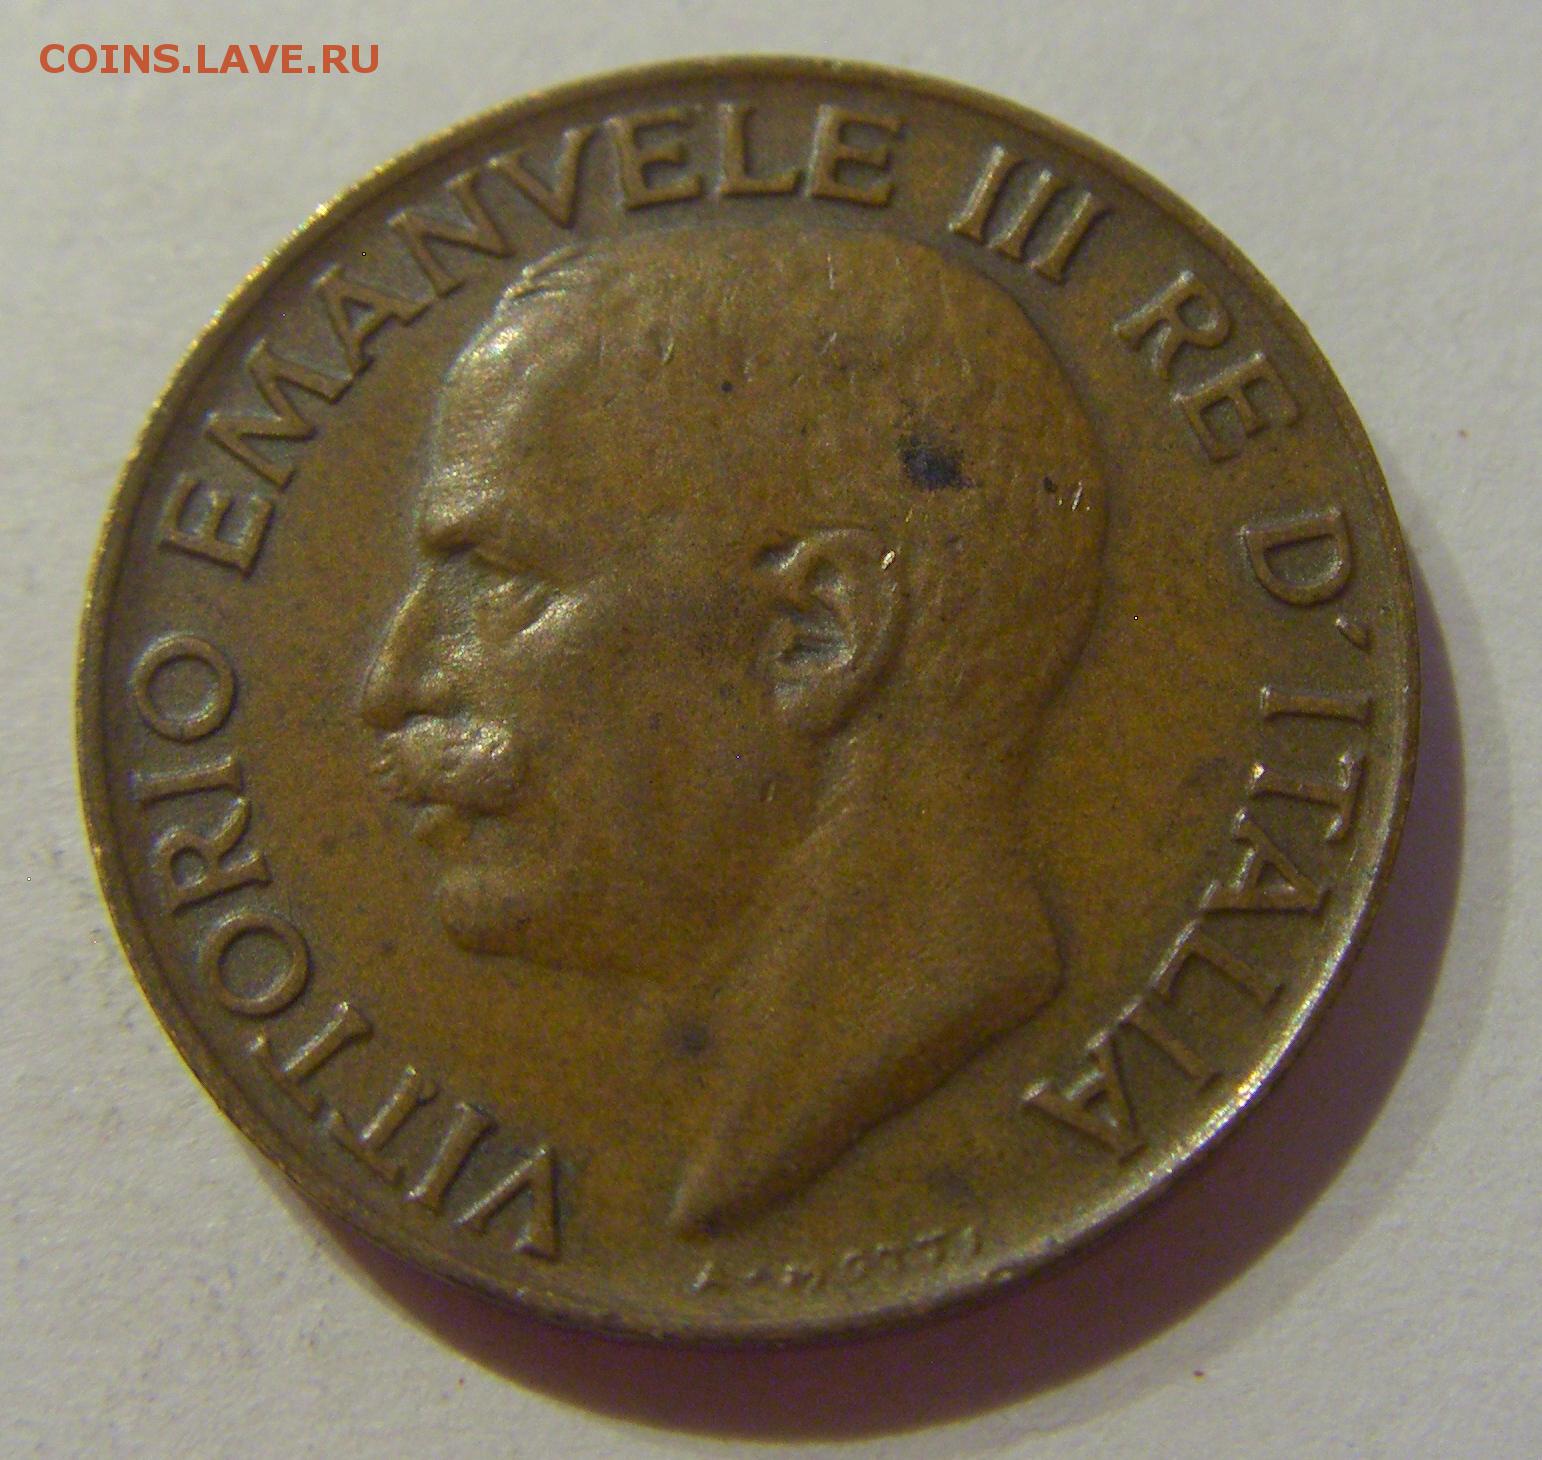 COINS.LAVE.RU
VITTORIO EMANVELE III RE D'ITALIA